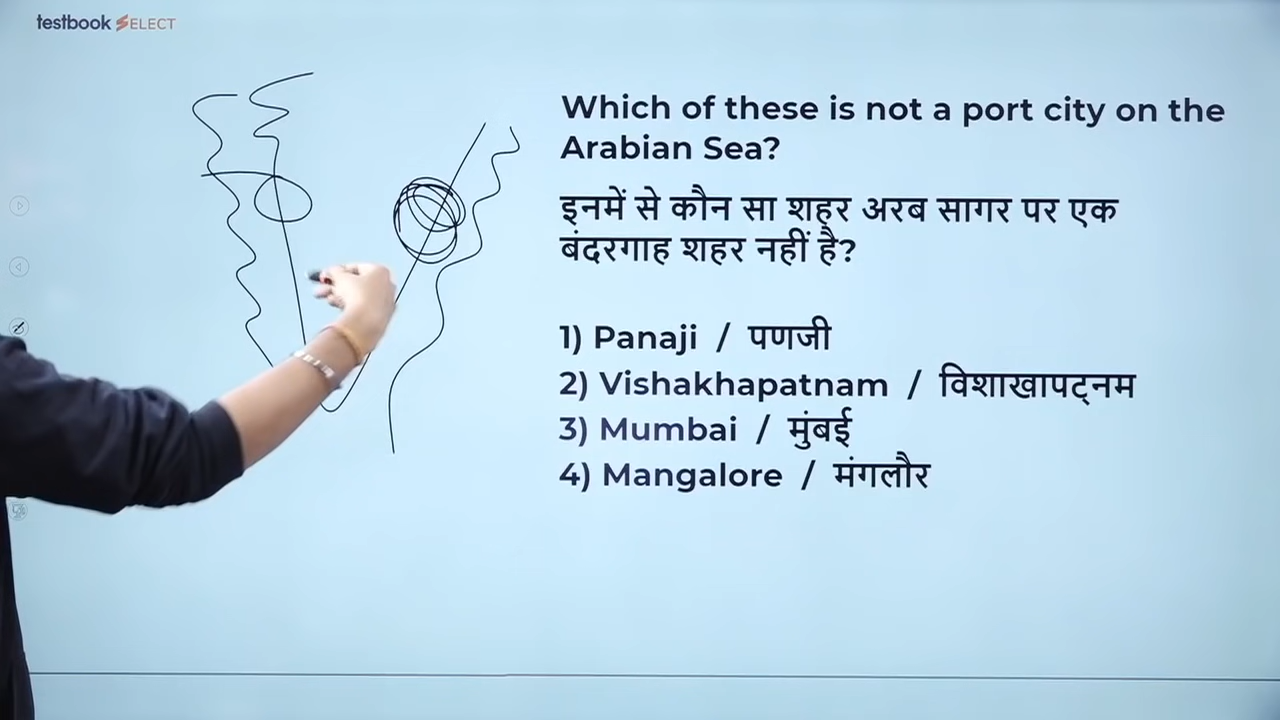 testbook SELECT
Which of these is not a port city on the
Arabian Sea?
इनमें से कौन सा शहर अरब सागर पर एक
बंदरगाह शहर नहीं है?
1) Panaji / पणजी
2) Vishakhapatnam / विशाखापट्नम
3) Mumbai / मुंबई
4) Mangalore / मंगलौर